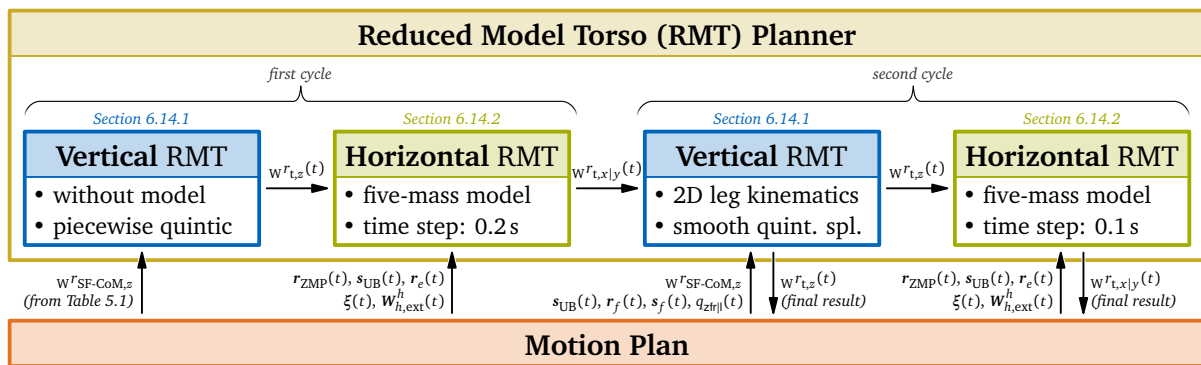 Reduced Model Torso (RMT) Planner
first cycle
second cycle
Section 6.14.1
Section 6.14.2
Section 6.14.1
Section 6.14.2
Vertical RMT
• without model
• piecewise quintic
W r t,z (t)
Horizontal RMT
• five-mass model
• time step: 0.2 s
W r t,x|y (t)
Vertical RMT
• 2D leg kinematics
• smooth quint. spl.
W r t,z (t)
Horizontal RMT
• five-mass model
• time step: 0.1 s
W r SF-CoM,z
(from Table 5.1)
r ZMP (t), s UB (t), r e (t)
ξ(t), W h h,ext (t)
W r SF-CoM,z
s UB (t), r f (t), s f (t), q zfr|l (t)
W r t,z (t)
(final result)
r ZMP (t), s UB (t), r e (t)
ξ(t), W h h,ext (t)
W r t,x|y (t)
(final result)
Motion Plan